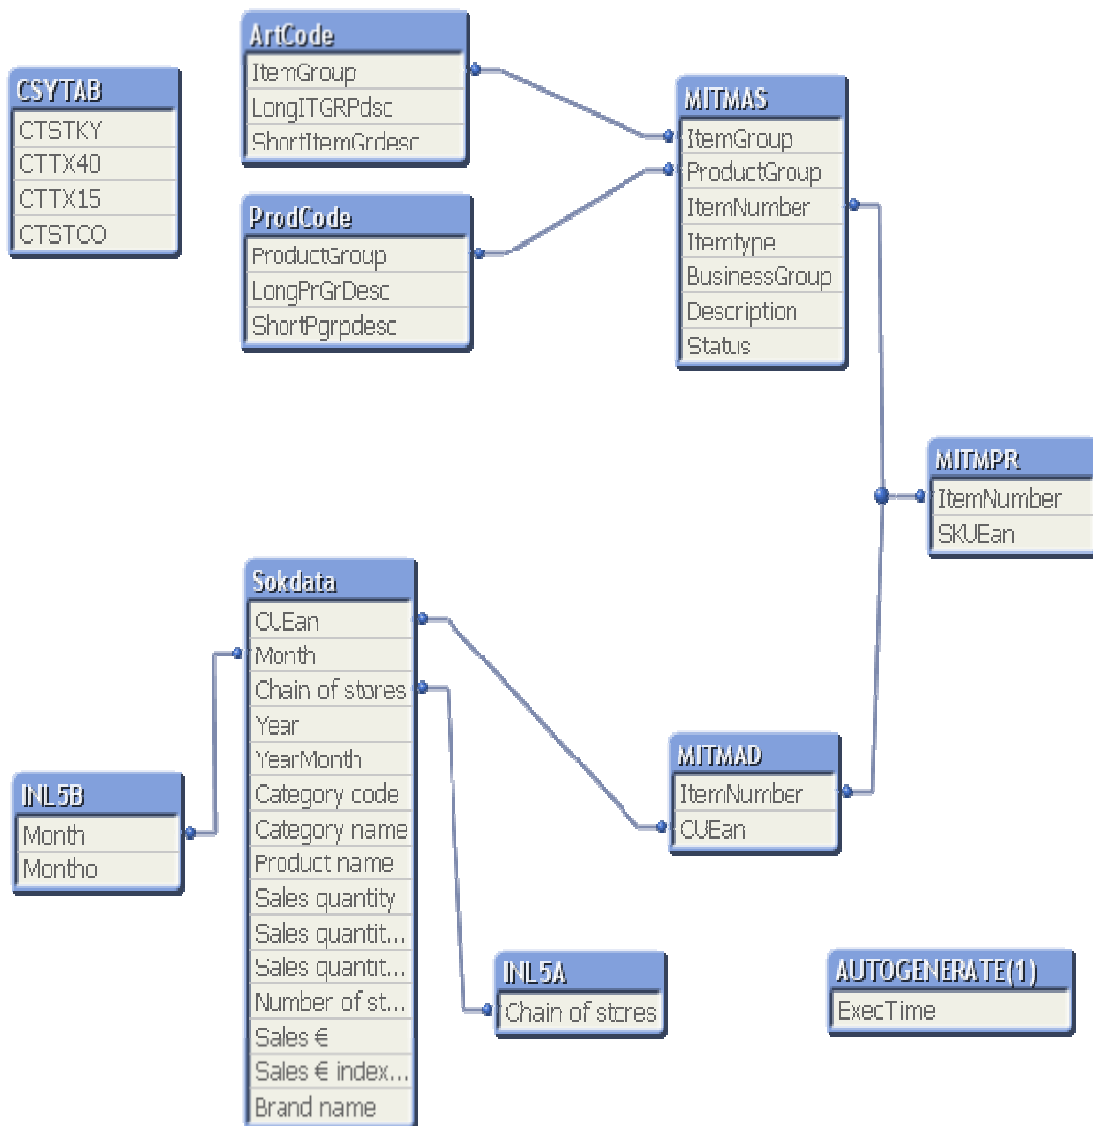 CSYTAB
CTSTKY
CTTX40
CTTX15
CTSTCO
ArtCode
ItemGroup
LongITGRPdsc
ShortItemGrdesc
ProdCode
ProductGroup
LongPrGrDesc
ShortPgrpdesc
MITMAS
ItemGroup
ProductGroup
ItemNumber
Itemtype
BusinessGroup
Description
Status
MITMPR
ItemNumber
SKUEan
Sokdata
CUEan
Month
Chain of stores
Year
YearMonth
Category code
Category name
Product name
Sales quantity
Sales quantit...
Sales quantit...
Number of st...
Sales €
Sales € index...
Brand name
INL5B
Month
Montho
MITMAD
ItemNumber
CUEan
INL5A
Chain of stores
AUTOGENERATE(1)
ExecTime